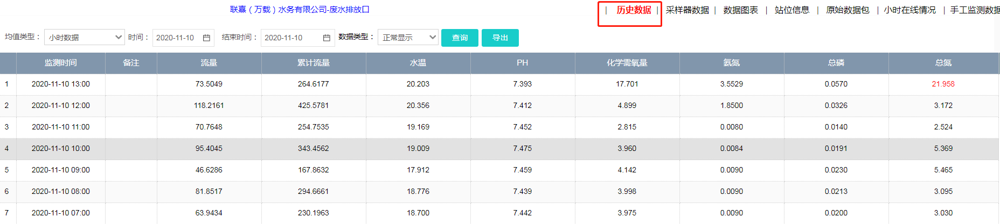 联熹（万载）水务有限公司-废水排放口 | 历史数据 | 采样器数据 | 数据图表 | 站位信息 | 原始数据包 | 小时在线情况 | 手工监测数据
均值类型： 小时数据 时间： 2020-11-10 结束时间： 2020-11-10 数据类型： 正常显示 查询 导出
监测时间 备注 流量 累计流量 水温 PH 化学需氧量 氨氮 总磷 总氮
1 2020-11-10 13:00 73.5049 264.6177 20.203 7.393 17.701 3.5529 0.0570 21.958
2 2020-11-10 12:00 118.2161 425.5781 20.356 7.412 4.899 1.8500 0.0326 3.172
3 2020-11-10 11:00 70.7648 254.7535 19.169 7.452 2.815 0.0080 0.0140 2.524
4 2020-11-10 10:00 95.4045 343.4562 19.009 7.475 3.960 0.0084 0.0191 5.369
5 2020-11-10 09:00 46.6286 167.8632 17.912 7.459 4.142 0.0090 0.0230 5.465
6 2020-11-10 08:00 81.8517 294.6661 18.776 7.439 3.998 0.0090 0.0213 3.095
7 2020-11-10 07:00 63.9434 230.1963 18.700 7.442 3.975 0.0090 0.0200 3.030